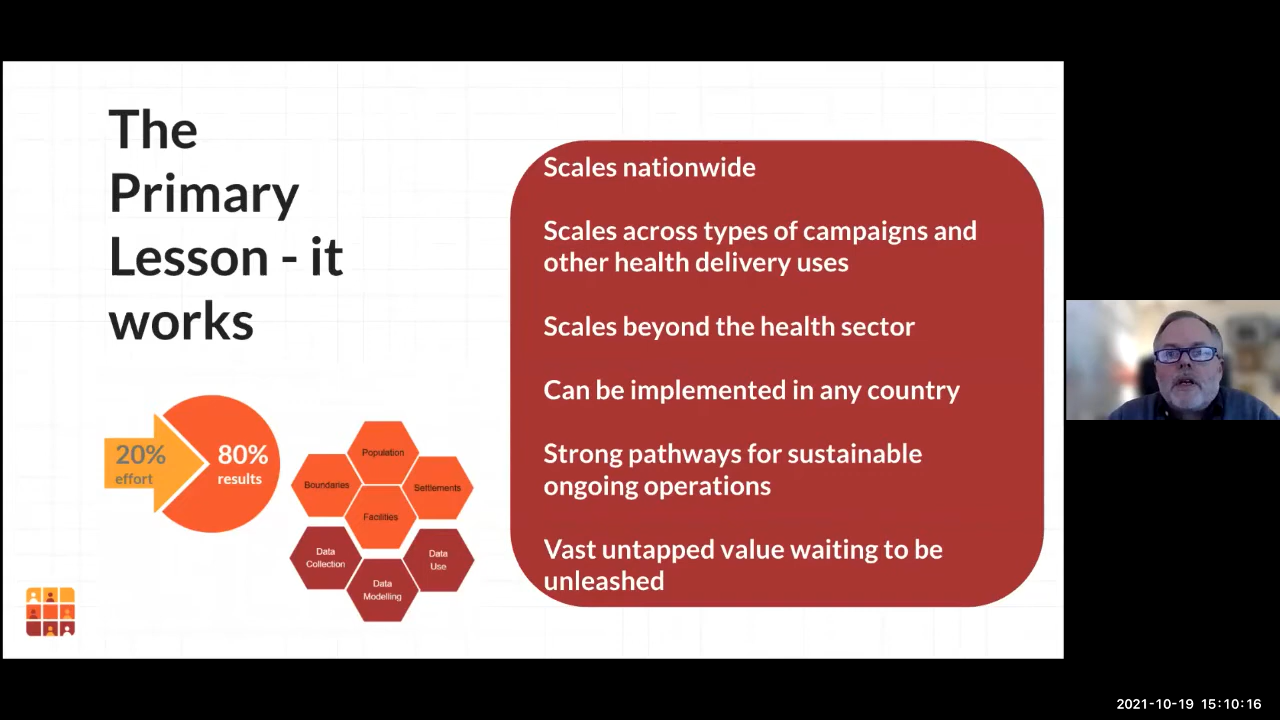 The
Primary
Lesson - it
works
20%
effort
80%
results
Population
Boundaries
Settlements
Facilities
Data
Collection
Data
Use
Data
Modelling
Scales nationwide
Scales across types of campaigns and
other health delivery uses
Scales beyond the health sector
Can be implemented in any country
Strong pathways for sustainable
ongoing operations
Vast untapped value waiting to be
unleashed
2021-10-19 15:10:16